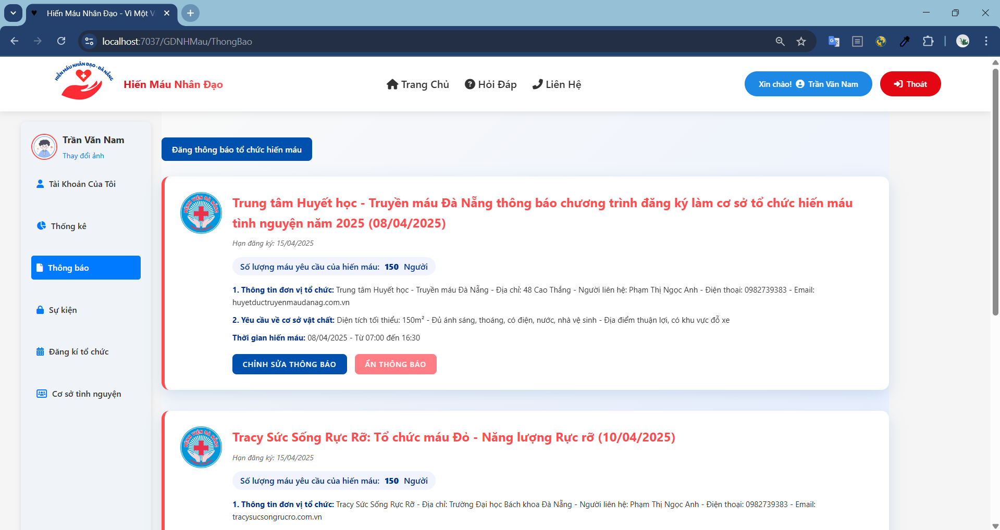 Hiến Máu Nhân Đạo - Vì Một V
localhost:7037/GDNHMau/ThongBao
HIẾN MÁU NHÂN ĐẠO - ĐÀ NẴNG
Hiến Máu Nhân Đạo
Trang Chủ
Hỏi Đáp
Liên Hệ
Xin chào! Trần Văn Nam
Thoát
Trần Văn Nam
Thay đổi ảnh
Tài Khoản Của Tôi
Thống kê
Thông báo
Sự kiện
Đăng kí tổ chức
Cơ sở tình nguyện
Đăng thông báo tổ chức hiến máu
BỆNH VIỆN ĐÀ NẴNG
Trung tâm Huyết học - Truyền máu Đà Nẵng thông báo chương trình đăng ký làm cơ sở tổ chức hiến máu
tình nguyện năm 2025 (08/04/2025)
Hạn đăng ký: 15/04/2025
Số lượng máu yêu cầu của hiến máu: 150 Người
1. Thông tin đơn vị tổ chức: Trung tâm Huyết học - Truyền máu Đà Nẵng - Địa chỉ: 48 Cao Thắng - Người liên hệ: Phạm Thị Ngọc Anh - Điện thoại: 0982739383 - Email:
huyetductruyenmaudanag.com.vn
2. Yêu cầu về cơ sở vật chất: Diện tích tối thiểu: 150m² - Đủ ánh sáng, thoáng, có điện, nước, nhà vệ sinh - Địa điểm thuận lợi, có khu vực đỗ xe
Thời gian hiến máu: 08/04/2025 - Từ 07:00 đến 16:30
CHỈNH SỬA THÔNG BÁO
ẨN THÔNG BÁO
BỆNH VIỆN ĐÀ NẴNG
Tracy Sức Sống Rực Rỡ: Tổ chức máu Đỏ - Năng lượng Rực rỡ (10/04/2025)
Hạn đăng ký: 15/04/2025
Số lượng máu yêu cầu của hiến máu: 150 Người
1. Thông tin đơn vị tổ chức: Tracy Sức Sống Rực Rỡ - Địa chỉ: Trường Đại học Bách khoa Đà Nẵng - Người liên hệ: Phạm Thị Ngọc Anh - Điện thoại: 0982739383 - Email:
tracysucsongrucro.com.vn